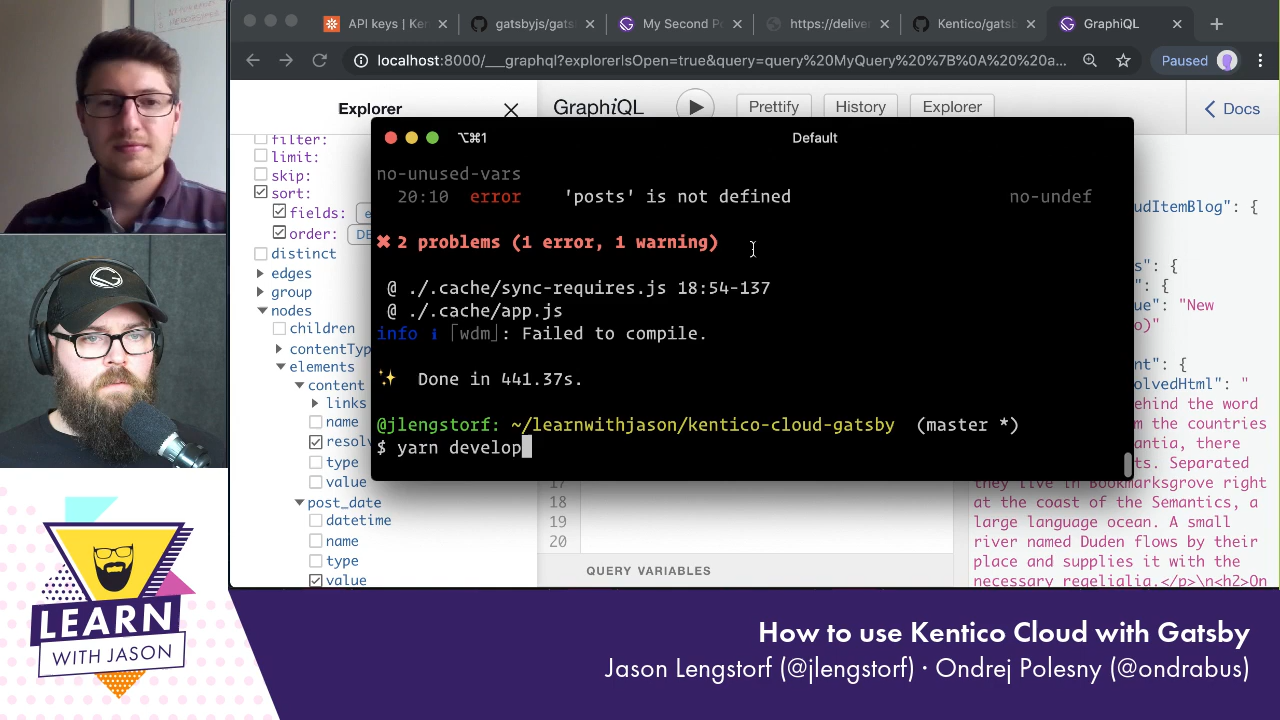 API keys | Ker
gatsbyjs/gats
My Second P
https://deliver
Kentico/gatsb
GraphiQL
localhost:8000/___graphql?explorerIsOpen=true&query=query%20MyQuery%20%7B%0A%20%20a...
Paused
Explorer
GraphiQL
Prettify
History
Explorer
Docs
filter:
limit:
skip:
sort:
fields:
order: DE
distinct
edges
group
nodes
children
contentTyp
elements
content
links
name
resolv
type
value
post_date
datetime
name
type
value
⌥⌘1
Default
no-unused-vars
20:10 error 'posts' is not defined no-undef
✖ 2 problems (1 error, 1 warning)
@ ./.cache/sync-requires.js 18:54-137
@ ./.cache/app.js
info ℹ ｢wdm｣: Failed to compile.
✨ Done in 441.37s.
@jlengstorf: ~/learnwithjason/kentico-cloud-gatsby (master *)
$ yarn develop
17
18
19
20
QUERY VARIABLES
udItemBlog": {
s": {
": {
ue": "New
o)"
nt": {
solvedHtml": "
ehind the word
m the countries
antia, there
ts. Separated
they live in Bookmarksgrove right
at the coast of the Semantics, a
large language ocean. A small
river named Duden flows by their
place and supplies it with the
necessary regelialia.</p>\n<h2>On
LEARN
WITH JASON
How to use Kentico Cloud with Gatsby
Jason Lengstorf (@jlengstorf) · Ondrej Polesny (@ondrabus)